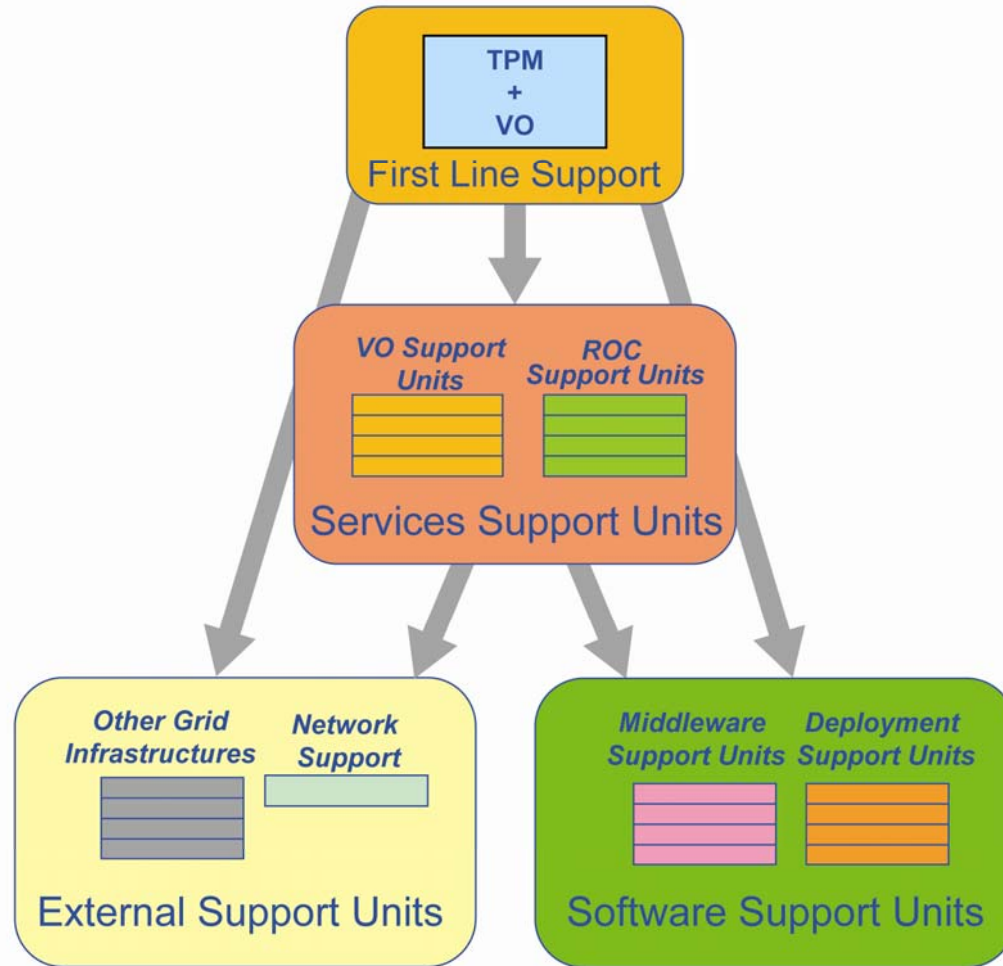 TPM
+
VO
First Line Support
VO Support
Units
ROC
Support Units
Services Support Units
Other Grid
Infrastructures
Network
Support
External Support Units
Middleware
Support Units
Deployment
Support Units
Software Support Units